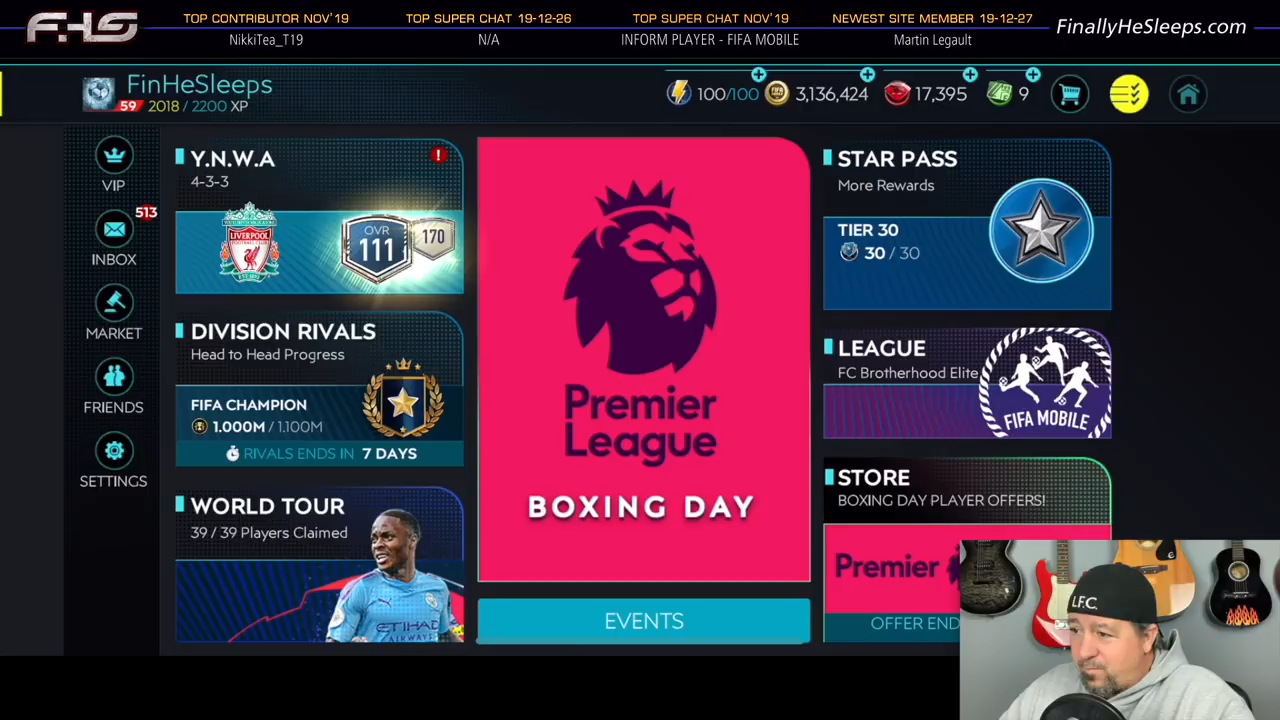 FHS
TOP CONTRIBUTOR NOV'19
NikkiTea_T19
TOP SUPER CHAT 19-12-26
N/A
TOP SUPER CHAT NOV'19
INFORM PLAYER - FIFA MOBILE
NEWEST SITE MEMBER 19-12-27
Martin Legault
FinallyHeSleeps.com
FinHeSleeps
59 2018 / 2200 XP
100/100
3,136,424
17,395
9
VIP
513
INBOX
MARKET
FRIENDS
SETTINGS
Y.N.W.A
!
4-3-3
LIVERPOOL
OVR
111
170
DIVISION RIVALS
Head to Head Progress
FIFA CHAMPION
1.000M / 1.100M
RIVALS ENDS IN 7 DAYS
WORLD TOUR
39 / 39 Players Claimed
ETIHAD
AIRWAYS
Premier
League
BOXING DAY
EVENTS
STAR PASS
More Rewards
TIER 30
30 / 30
LEAGUE
FC Brotherhood Elite
FIFA MOBILE
STORE
BOXING DAY PLAYER OFFERS!
Premier
OFFER END
L.F.C.